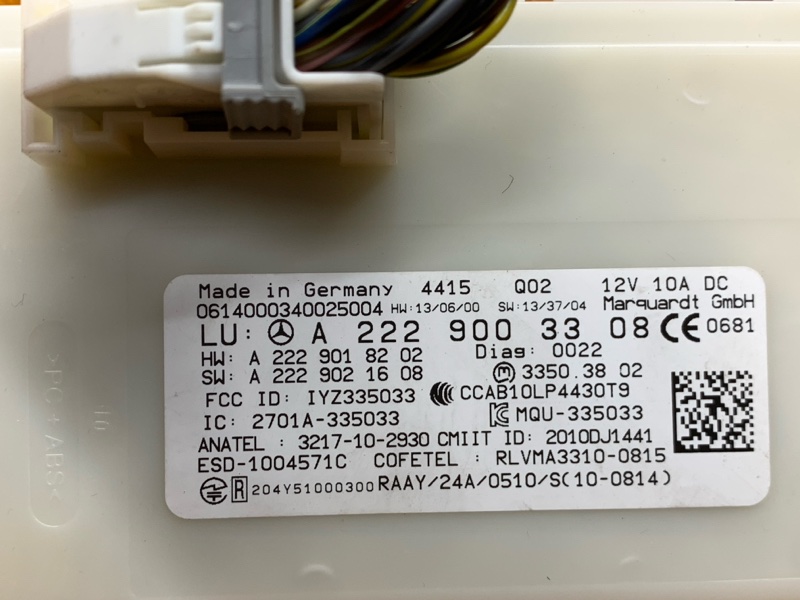 Made in Germany 4415 Q02 12V 10A DC
0614000340025004 HW:13/06/00 SW:13/37/04 Marquardt GmbH
LU: A 222 900 33 08 CE 0681
HW: A 222 901 82 02 Diag: 0022
SW: A 222 902 16 08 M 3350.38 02
FCC ID: IYZ335033 CCAB10LP4430T9
IC: 2701A-335033 MQU-335033
ANATEL : 3217-10-2930 CMIIT ID: 2010DJ1441
ESD-1004571C COFETEL : RLVMA3310-0815
R 204Y51000300 RAAY/24A/0510/S(10-0814)
>PC+ABS<